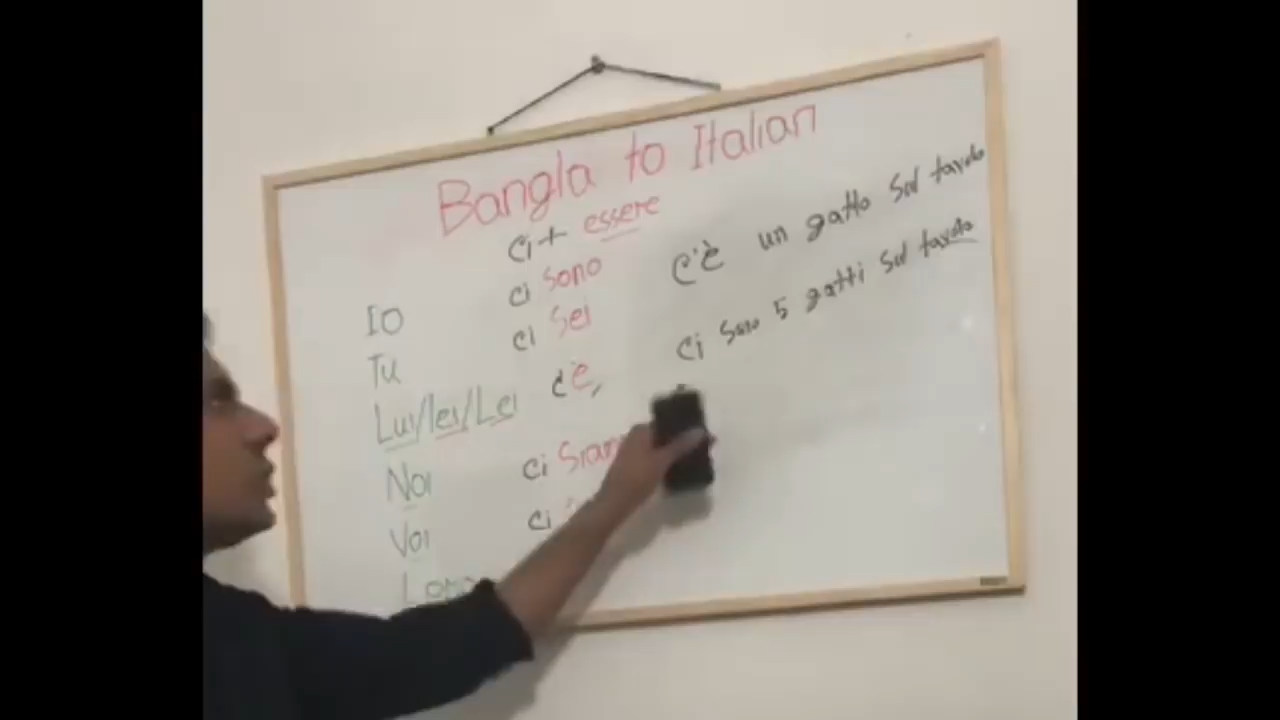 Bangla to Italian
ci + essere
Io ci sono
Tu ci sei
Lui/lei/Lei c'è,
Noi ci
Voi ci
C'è un gatto sul tavolo
Ci sono 5 gatti sul tavolo